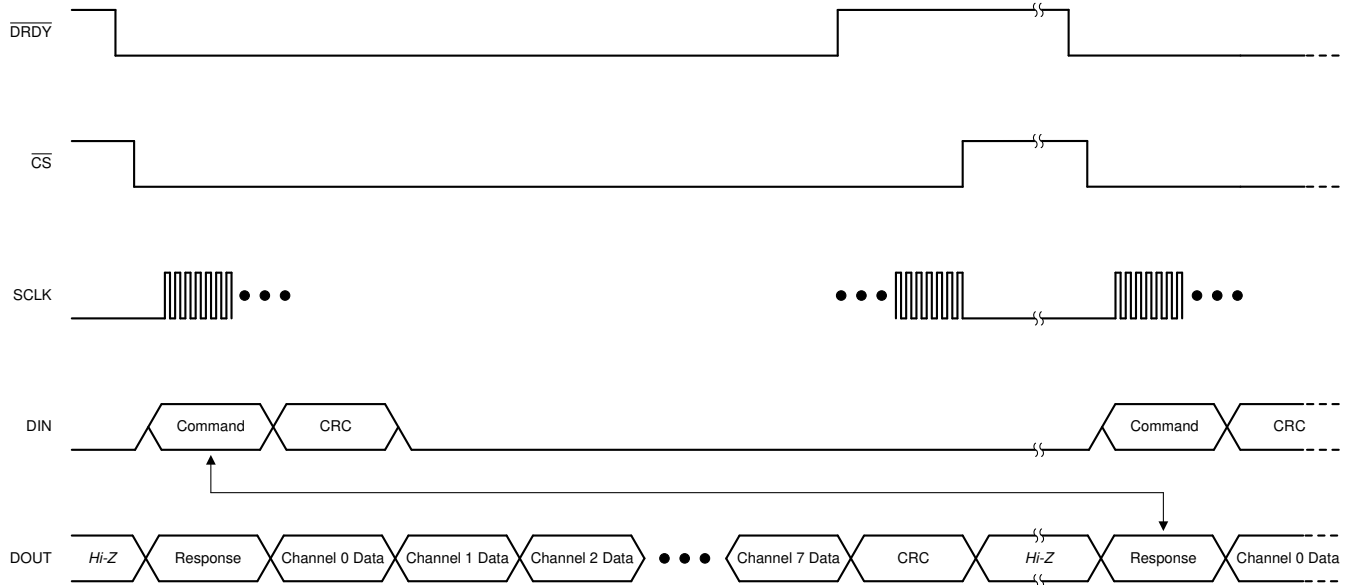 DRDY
CS
SCLK
DIN Command CRC Command CRC
DOUT Hi-Z Response Channel 0 Data Channel 1 Data Channel 2 Data Channel 7 Data CRC Hi-Z Response Channel 0 Data